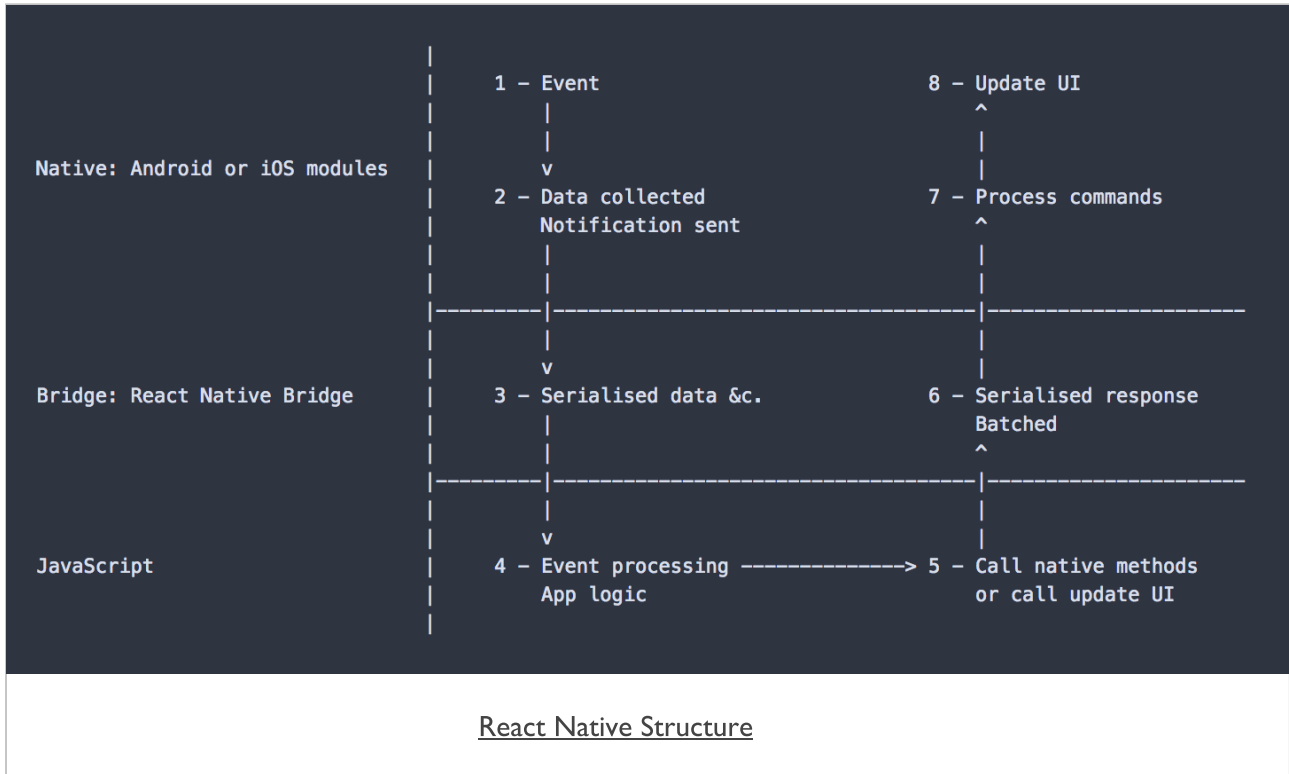 1 – Event 8 – Update UI
Native: Android or iOS modules
2 – Data collected 7 – Process commands
Notification sent
Bridge: React Native Bridge 3 – Serialised data &c. 6 – Serialised response
Batched
JavaScript 4 – Event processing ––––––––––––––> 5 – Call native methods
App logic or call update UI
React Native Structure